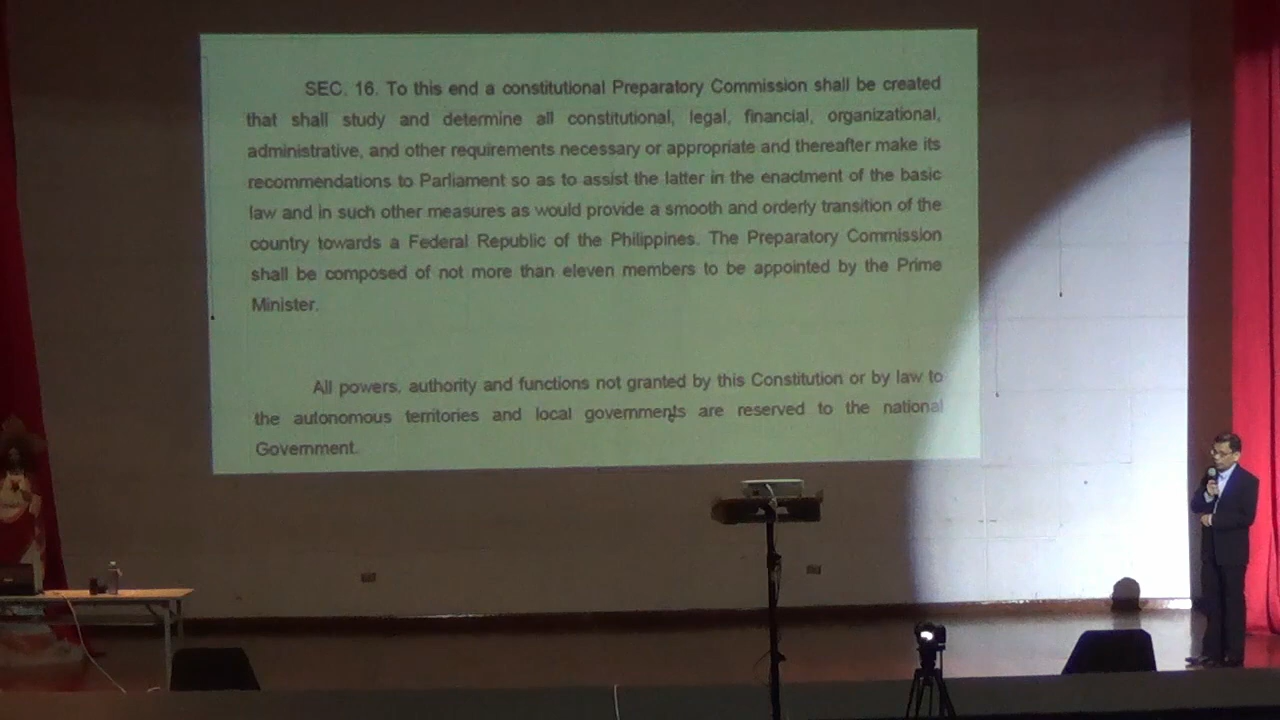 SEC. 16. To this end a constitutional Preparatory Commission shall be created
that shall study and determine all constitutional, legal, financial, organizational,
administrative, and other requirements necessary or appropriate and thereafter make its
recommendations to Parliament so as to assist the latter in the enactment of the basic
law and in such other measures as would provide a smooth and orderly transition of the
country towards a Federal Republic of the Philippines. The Preparatory Commission
shall be composed of not more than eleven members to be appointed by the Prime
Minister.
All powers, authority and functions not granted by this Constitution or by law to
the autonomous territories and local governments are reserved to the national
Government.